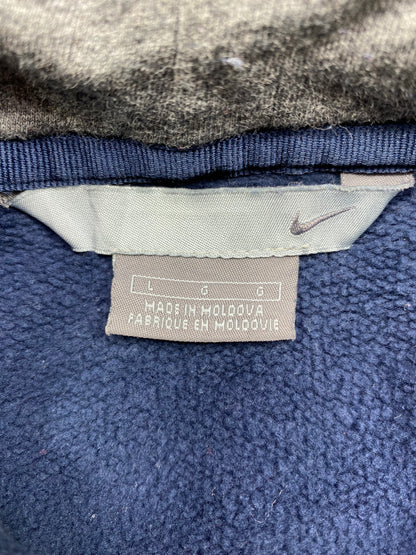 L G G
MADE IN MOLDOVA
FABRIQUE EN MOLDOVIE